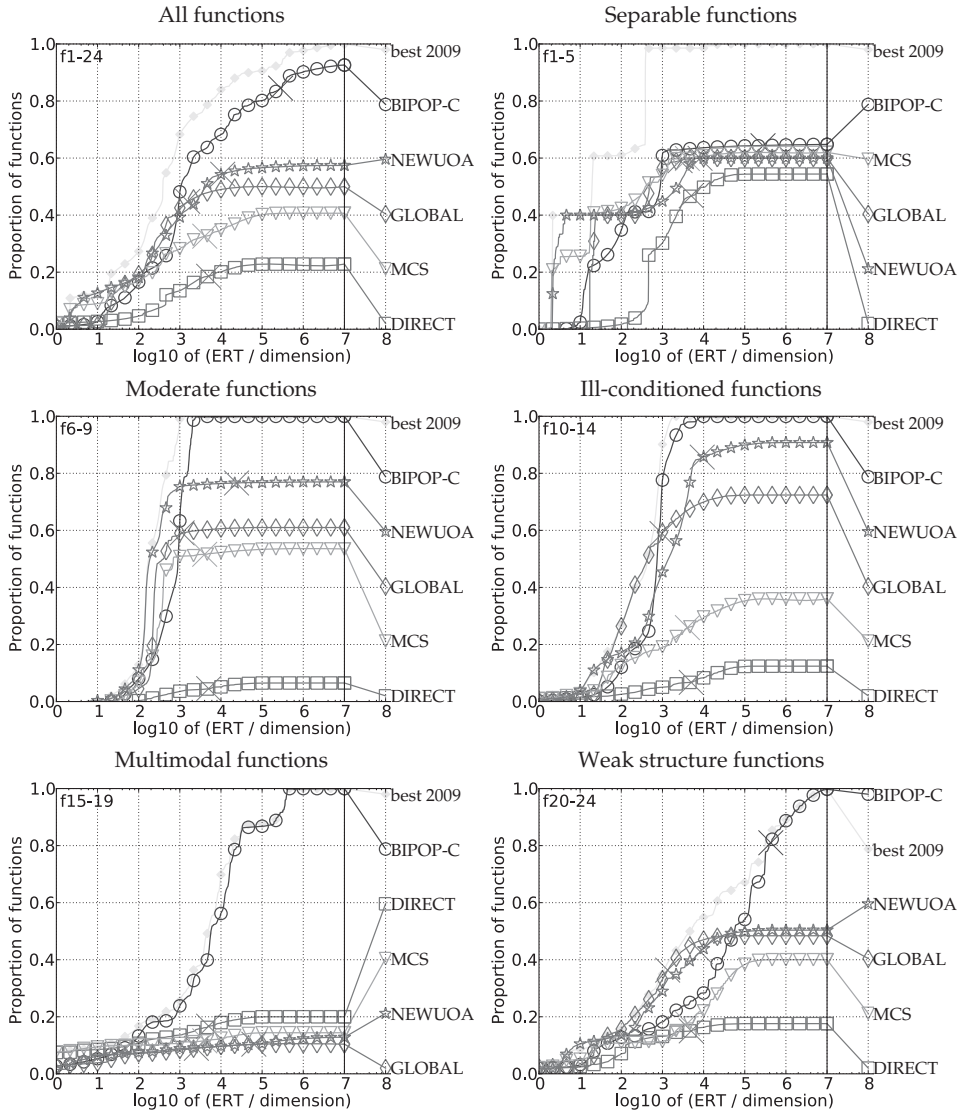 All functions
f1-24
Proportion of functions
1.0
0.8
0.6
0.4
0.2
0.0
0 1 2 3 4 5 6 7 8
log10 of (ERT / dimension)
best 2009
BIPOP-C
NEWUOA
GLOBAL
MCS
DIRECT
Separable functions
f1-5
Proportion of functions
1.0
0.8
0.6
0.4
0.2
0.0
0 1 2 3 4 5 6 7 8
log10 of (ERT / dimension)
best 2009
BIPOP-C
MCS
GLOBAL
NEWUOA
DIRECT
Moderate functions
f6-9
Proportion of functions
1.0
0.8
0.6
0.4
0.2
0.0
0 1 2 3 4 5 6 7 8
log10 of (ERT / dimension)
best 2009
BIPOP-C
NEWUOA
GLOBAL
MCS
DIRECT
Ill-conditioned functions
f10-14
Proportion of functions
1.0
0.8
0.6
0.4
0.2
0.0
0 1 2 3 4 5 6 7 8
log10 of (ERT / dimension)
best 2009
BIPOP-C
NEWUOA
GLOBAL
MCS
DIRECT
Multimodal functions
f15-19
Proportion of functions
1.0
0.8
0.6
0.4
0.2
0.0
0 1 2 3 4 5 6 7 8
log10 of (ERT / dimension)
best 2009
BIPOP-C
DIRECT
MCS
NEWUOA
GLOBAL
Weak structure functions
f20-24
Proportion of functions
1.0
0.8
0.6
0.4
0.2
0.0
0 1 2 3 4 5 6 7 8
log10 of (ERT / dimension)
BIPOP-C
best 2009
NEWUOA
GLOBAL
MCS
DIRECT